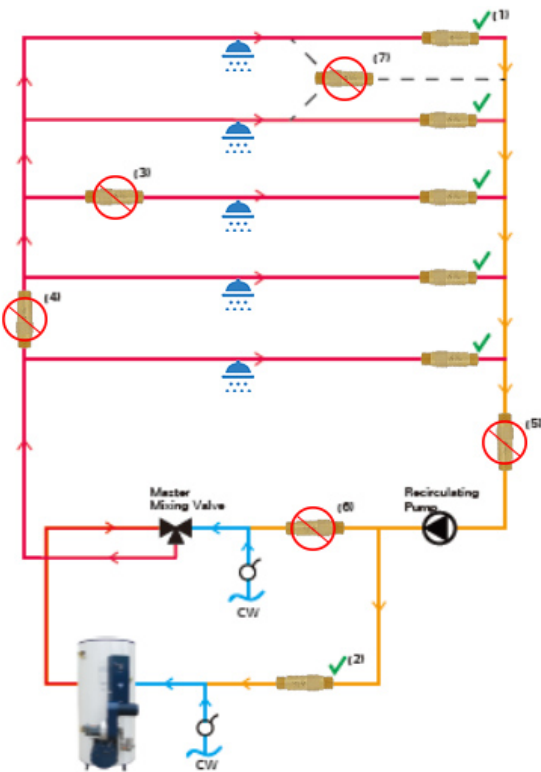 (1)
(7)
(3)
(4)
(5)
Master
Mixing Valve
(6)
Recirculating
Pump
CW
(2)
CW